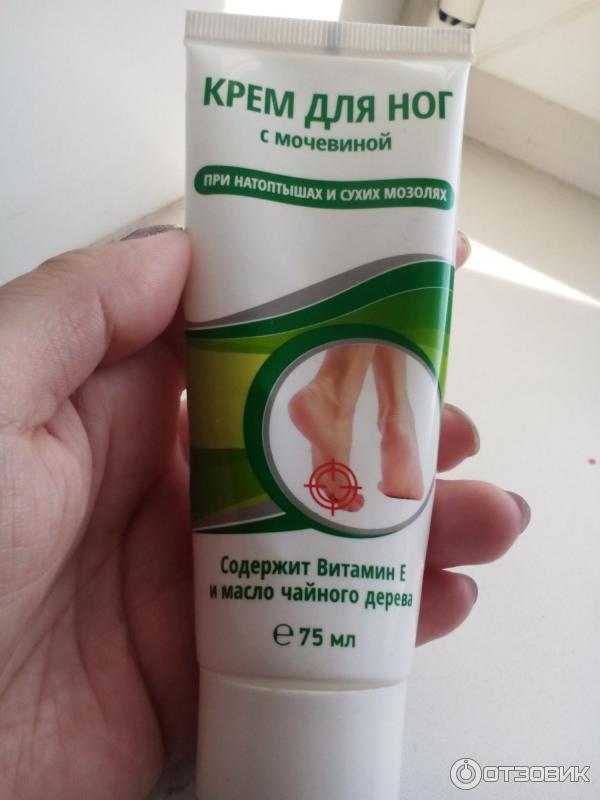 КРЕМ ДЛЯ НОГ
с мочевиной
ПРИ НАТОПТЫШАХ И СУХИХ МОЗОЛЯХ
Содержит Витамин Е
и масло чайного дерева
℮ 75 мл
ОТЗОВИК